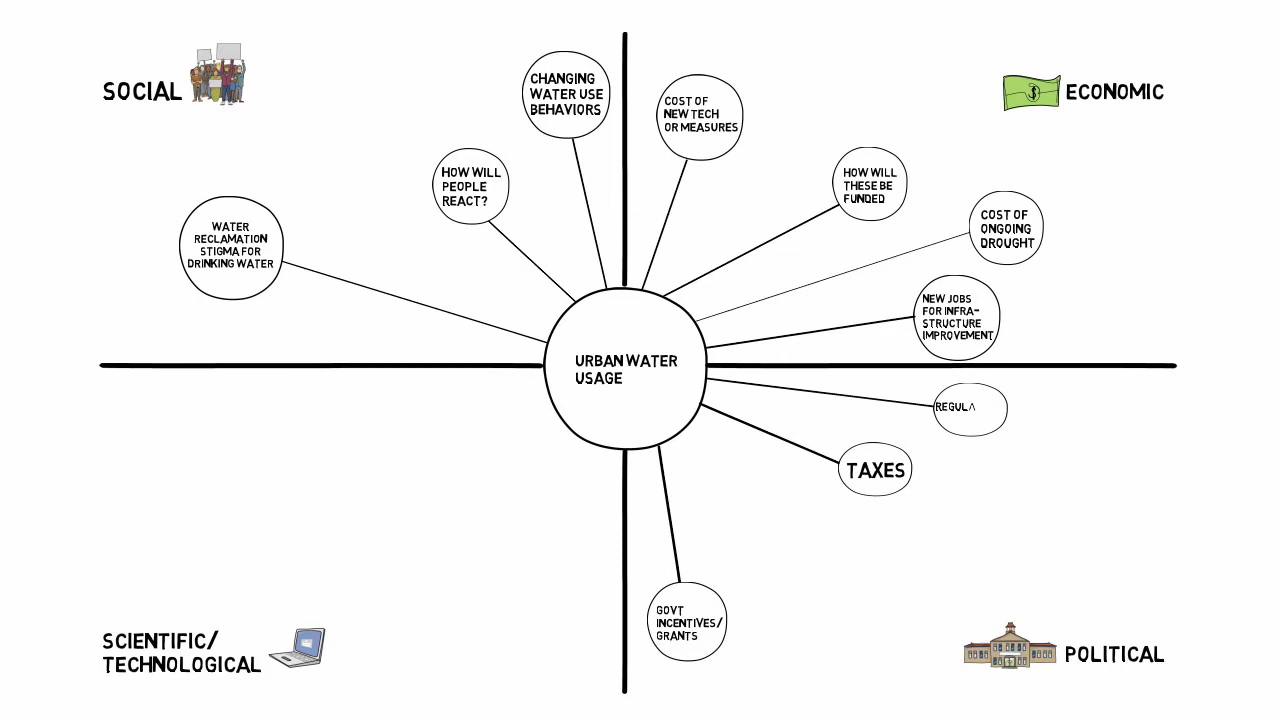 SOCIAL
ECONOMIC
CHANGING
WATER USE
BEHAVIORS
COST OF
NEW TECH
OR MEASURES
HOW WILL
PEOPLE
REACT?
HOW WILL
THESE BE
FUNDED
WATER
RECLAMATION
STIGMA FOR
DRINKING WATER
COST OF
ONGOING
DROUGHT
NEW JOBS
FOR INFRA-
STRUCTURE
IMPROVEMENT
URBAN WATER
USAGE
REGULA
TAXES
GOVT
INCENTIVES/
GRANTS
SCIENTIFIC/
TECHNOLOGICAL
POLITICAL